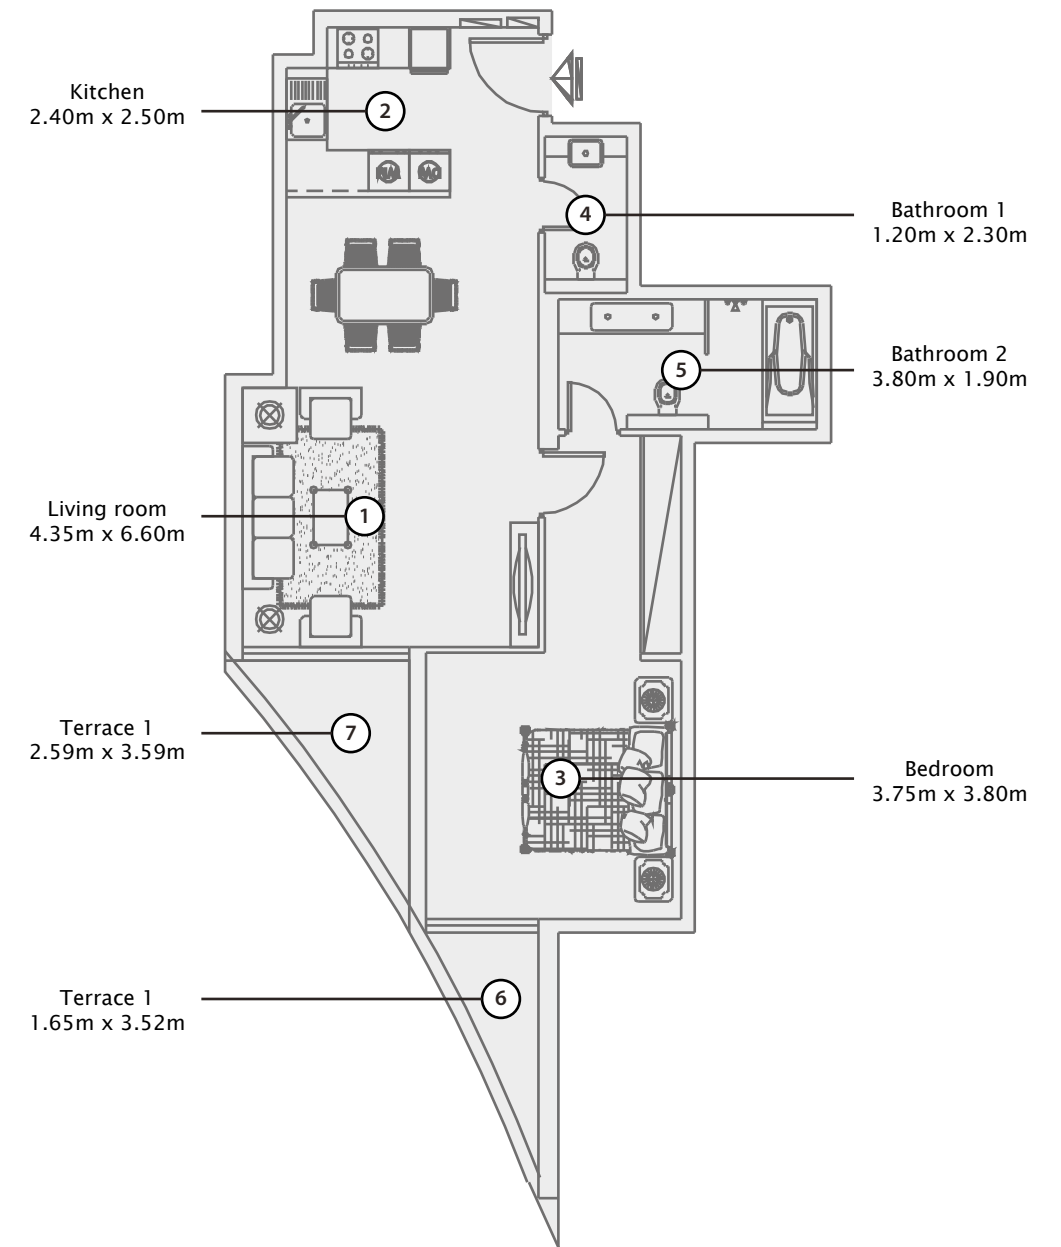 Kitchen
2.40m x 2.50m
2
4
Bathroom 1
1.20m x 2.30m
5
Bathroom 2
3.80m x 1.90m
Living room
4.35m x 6.60m
1
Terrace 1
2.59m x 3.59m
7
3
Bedroom
3.75m x 3.80m
Terrace 1
1.65m x 3.52m
6